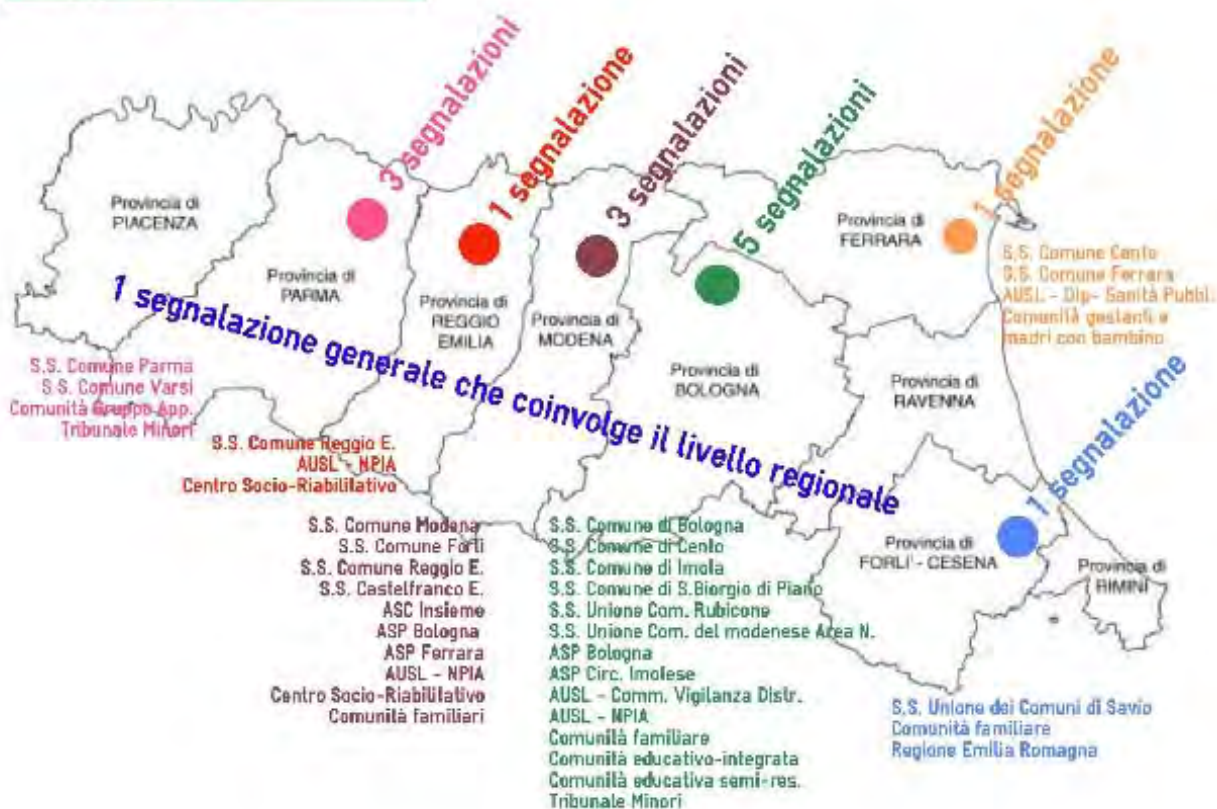 3 segnalazioni
1 segnalazione
3 segnalazioni
5 segnalazioni
1 segnalazione
Provincia di
PIACENZA
Provincia di
PARMA
Provincia di
REGGIO
EMILIA
Provincia di
MODENA
Provincia di
BOLOGNA
Provincia di
FERRARA
Provincia di
RAVENNA
Provincia di
FORLI' - CESENA
Provincia di
RIMINI
1 segnalazione generale che coinvolge il livello regionale
1 segnalazione
S.S. Comune Cento
S.S. Comune Ferrara
AUSL - Dip- Sanità Pubbl.
Comunità gestanti e
madri con bambino
S.S. Comune Parma
S.S. Comune Varsi
Comunità Gruppo App.
Tribunale Minori
S.S. Comune Reggio E.
AUSL - NPIA
Centro Socio-Riabilitativo
S.S. Comune Modena
S.S. Comune Forlì
S.S. Comune Reggio E.
S.S. Castelfranco E.
ASC Insieme
ASP Bologna
ASP Ferrara
AUSL - NPIA
Centro Socio-Riabilitativo
Comunità familiari
S.S. Comune di Bologna
S.S. Comune di Cento
S.S. Comune di Imola
S.S. Comune di S.Biorgio di Piano
S.S. Unione Com. Rubicone
S.S. Unione Com. del modenese Area N.
ASP Bologna
ASP Circ. Imolese
AUSL - Comm. Vigilanza Distr.
AUSL - NPIA
Comunità familiare
Comunità educativo-integrata
Comunità educativa semi-res.
Tribunale Minori
S.S. Unione dei Comuni di Savio
Comunità familiare
Regione Emilia Romagna